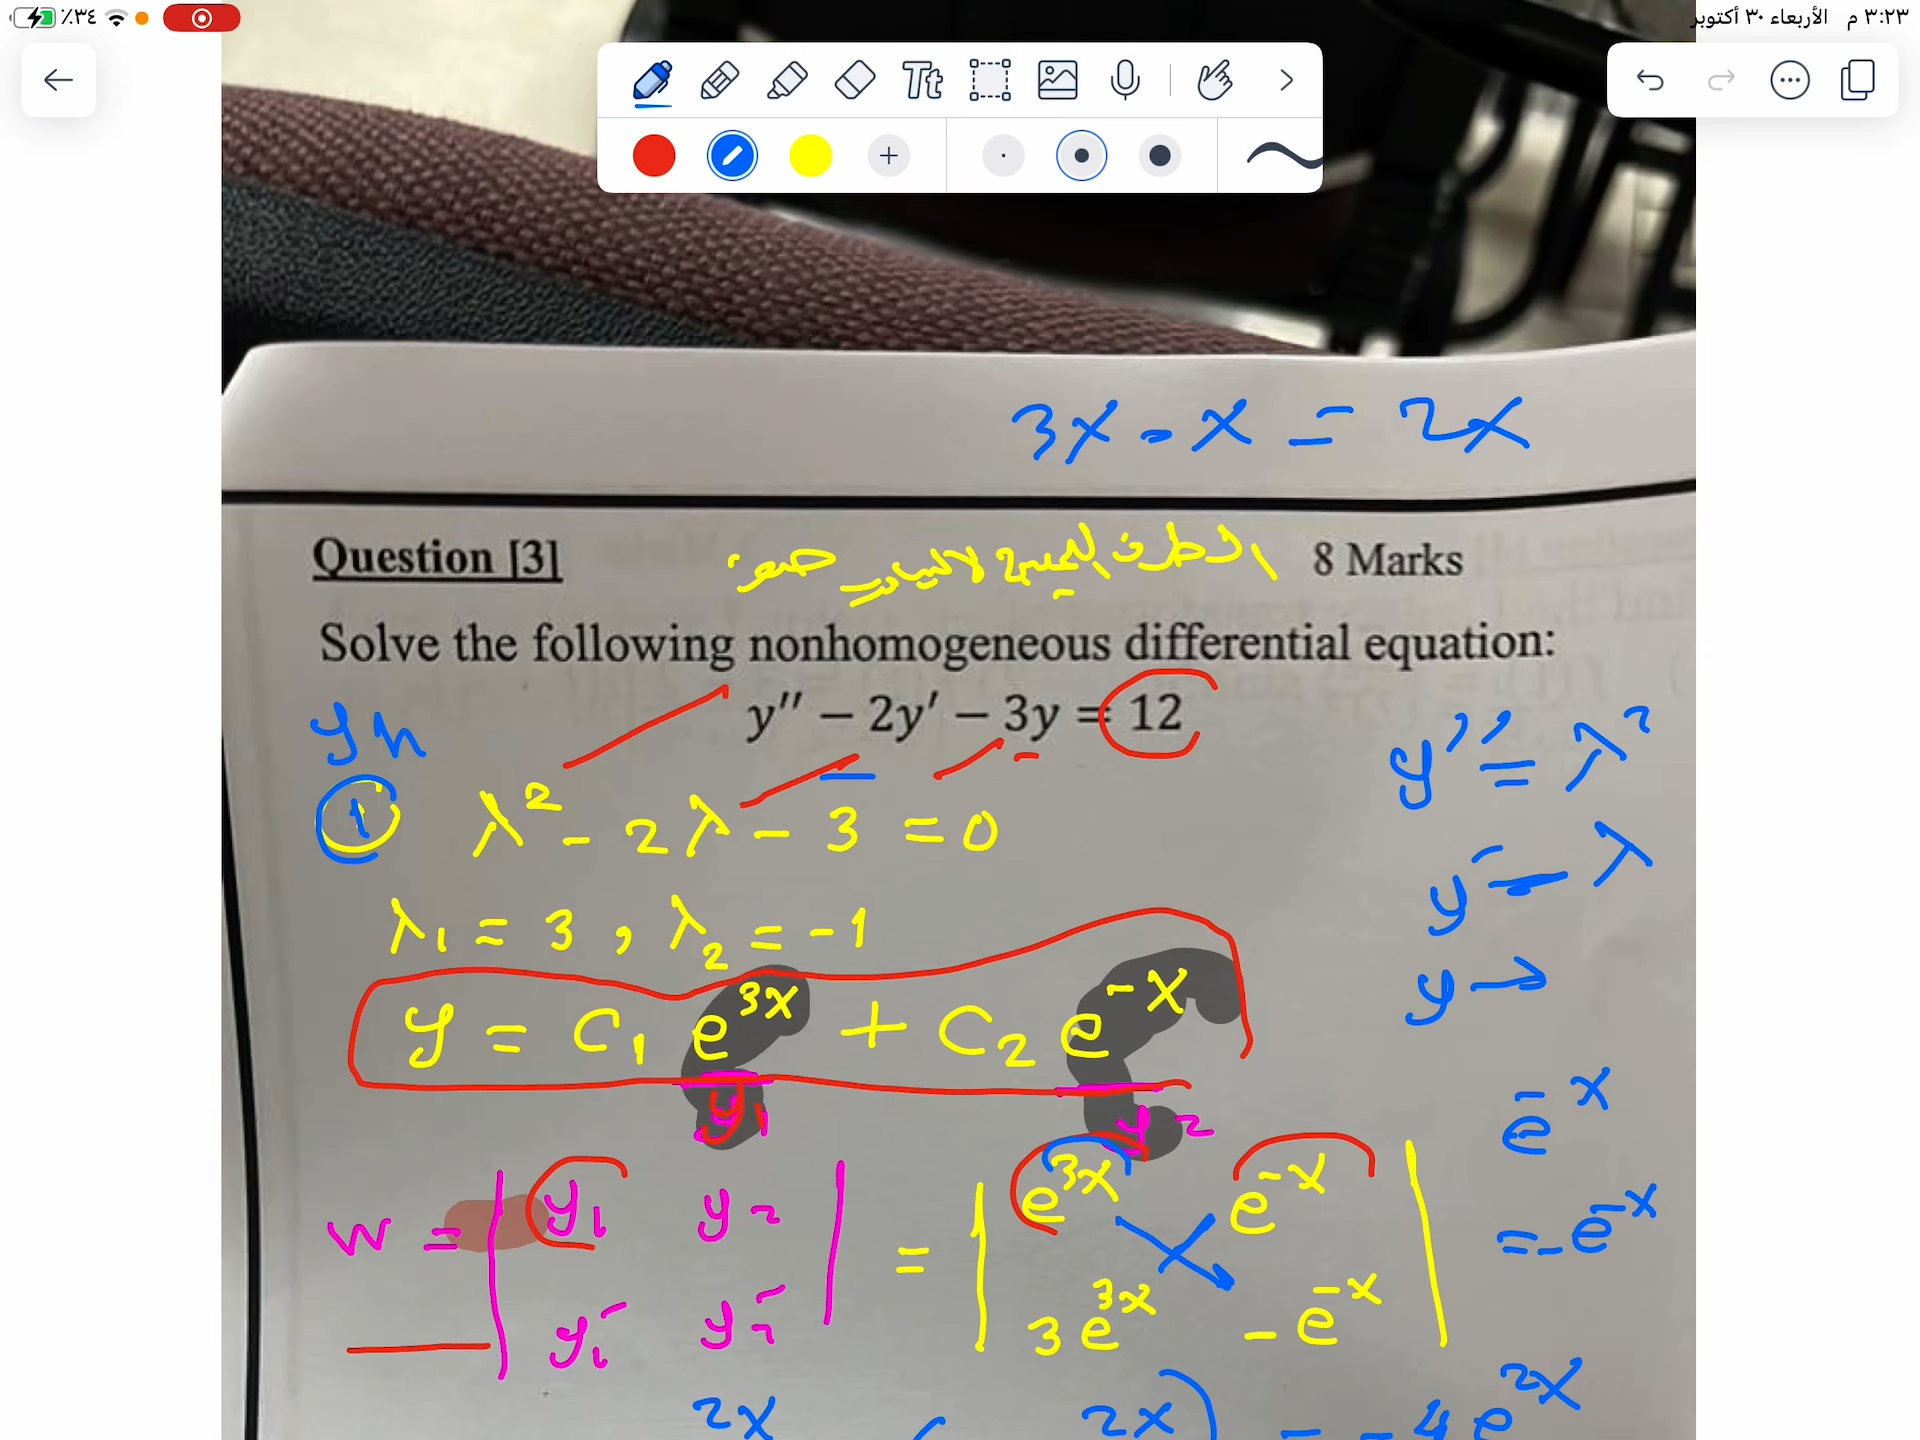 ٣:٢٣ م الأربعاء ٣٠ أكتوبر
٪٣٤
Tt
3x - x = 2x
Question [3]
الطرف اليمين لا يساوي صفر
8 Marks
Solve the following nonhomogeneous differential equation:
y″ − 2y′ − 3y = 12
yh
① λ² - 2λ - 3 = 0
y″ = λ²
y′ → λ
λ₁ = 3 , λ₂ = -1
y →
y = C₁ e^3x + C₂ e^-x
y₁ y₂
e^-x
= -e^-x
W = | y₁ y₂ | = | e^3x e^-x |
| y₁′ y₂′ | | 3e^3x -e^-x |
2x ( 2x ) = -4e^2x